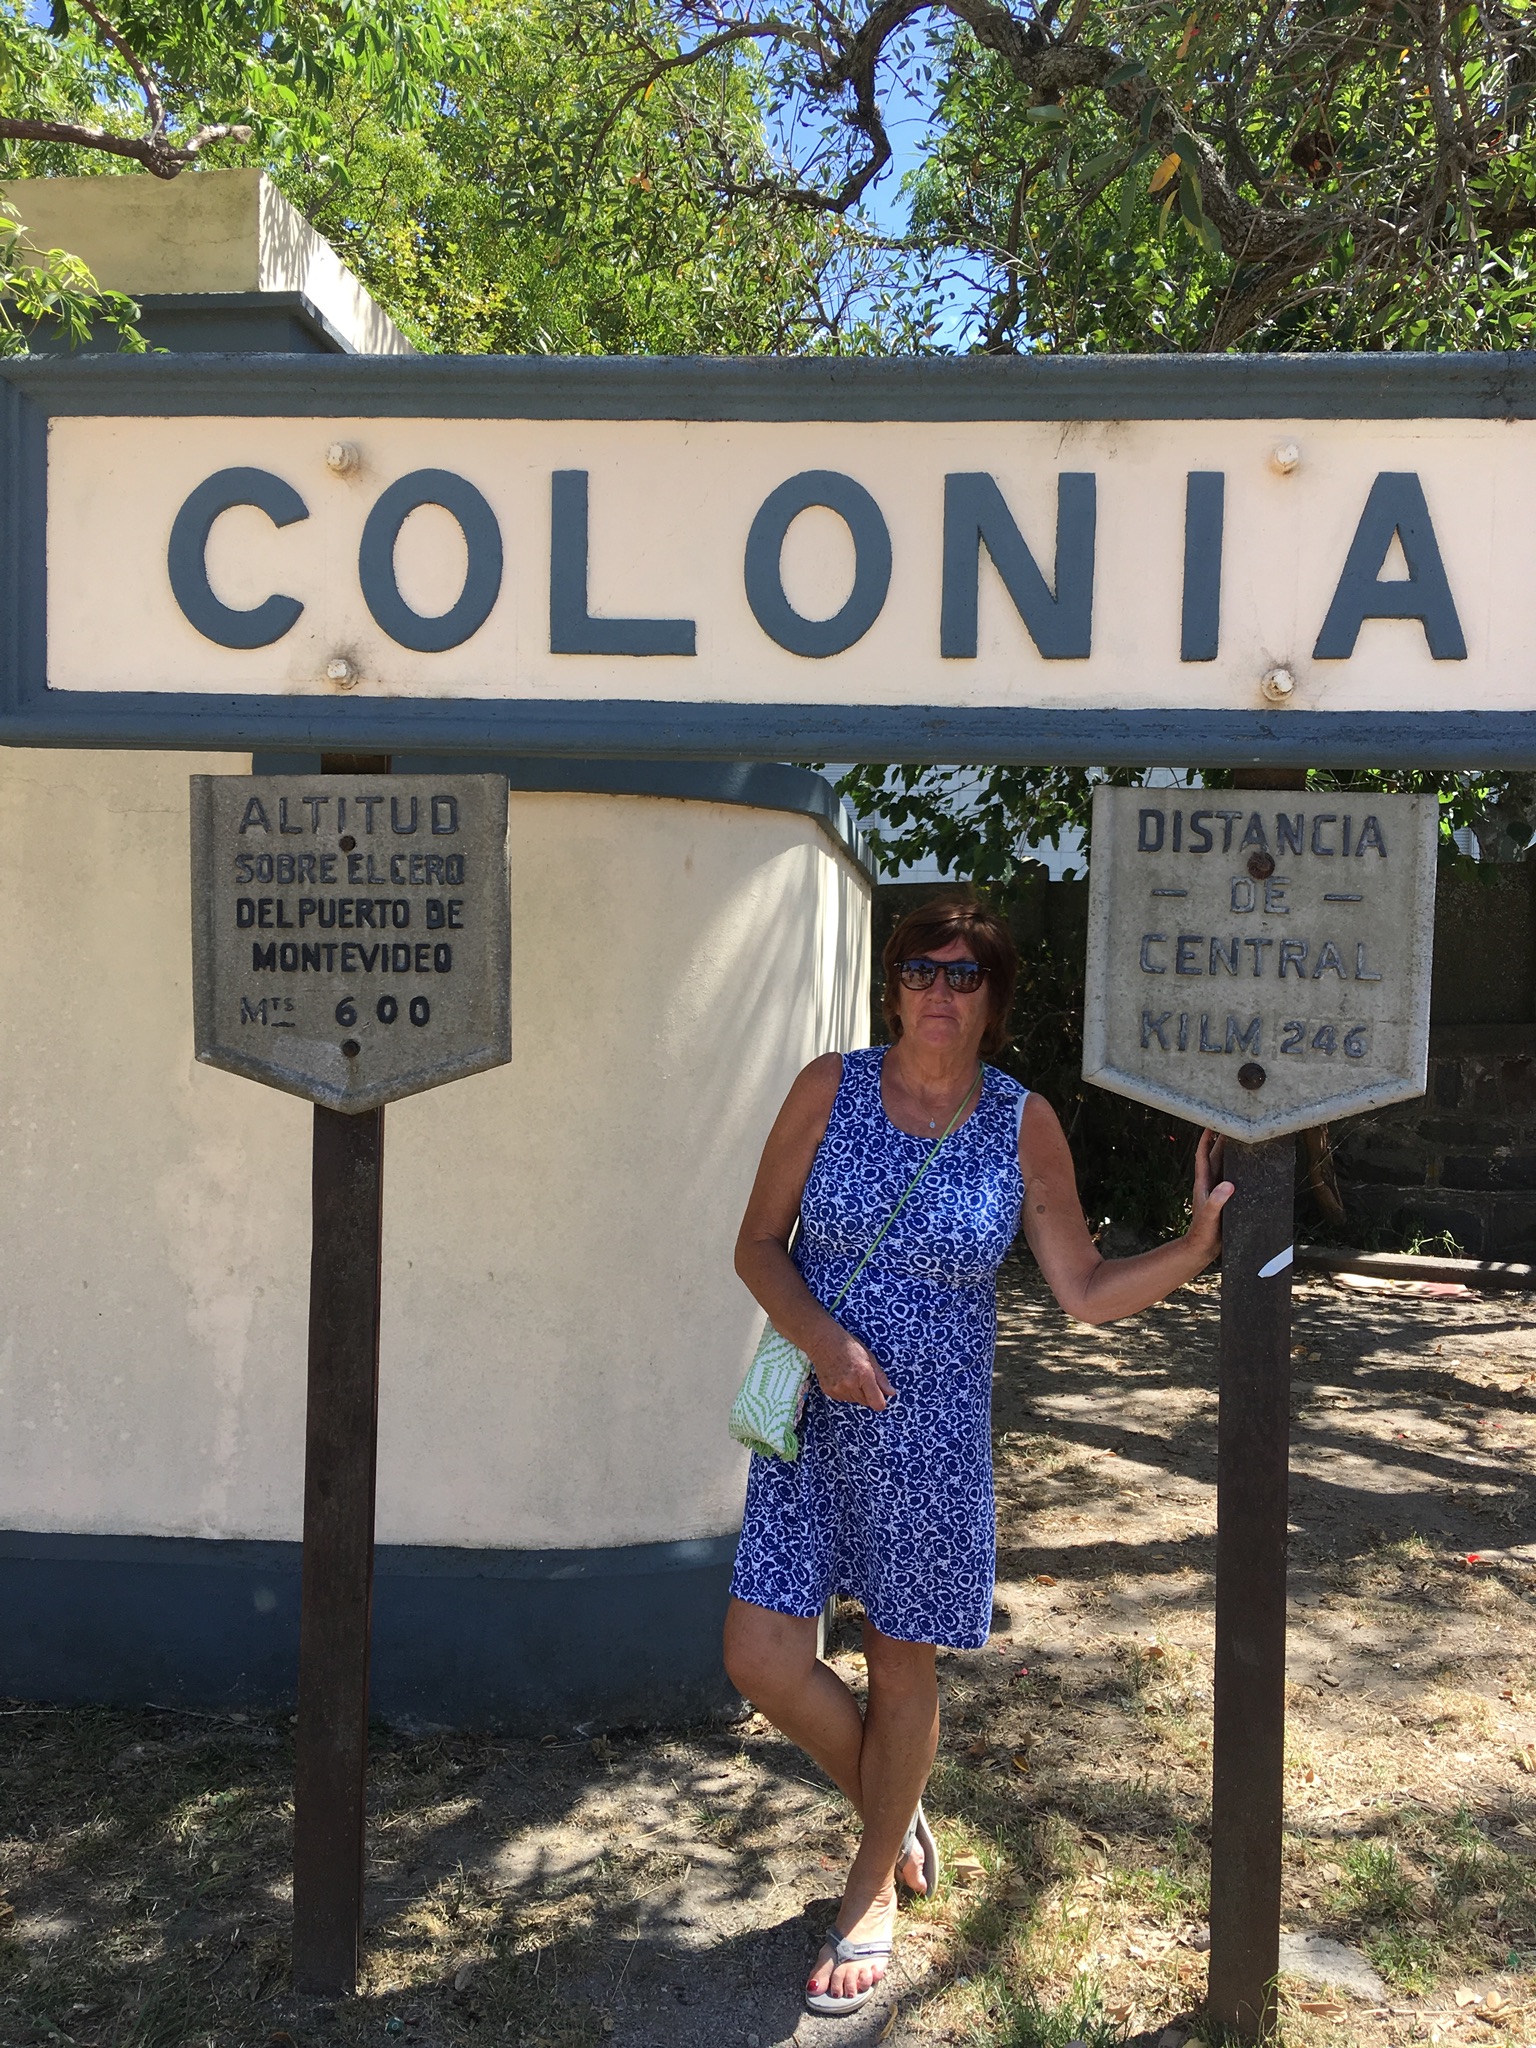 COLONIA
ALTITUD
SOBRE EL CERO
DEL PUERTO DE
MONTEVIDEO
Mᵀˢ 6 00
DISTANCIA
— DE —
CENTRAL
KILM 246